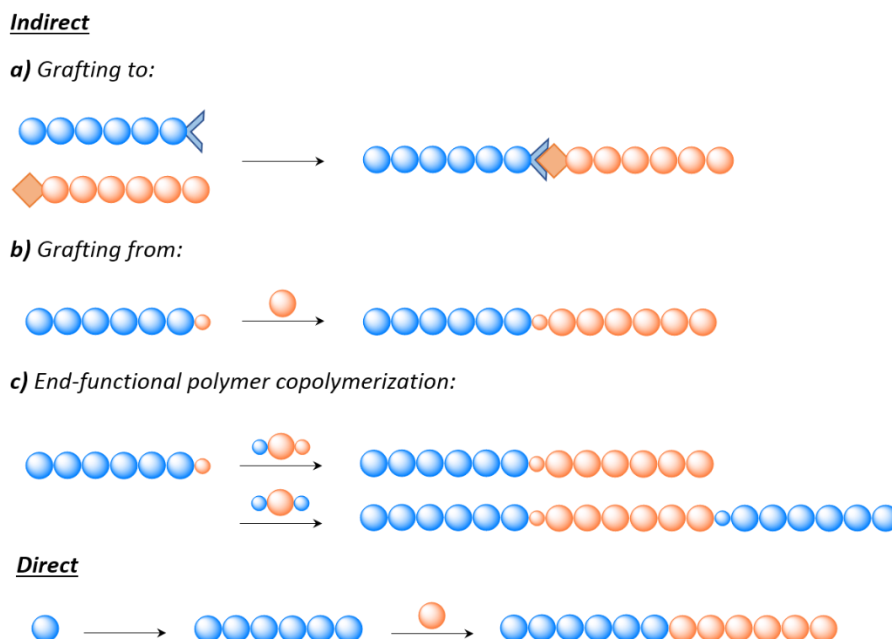 Indirect
a) Grafting to:
b) Grafting from:
c) End-functional polymer copolymerization:
Direct